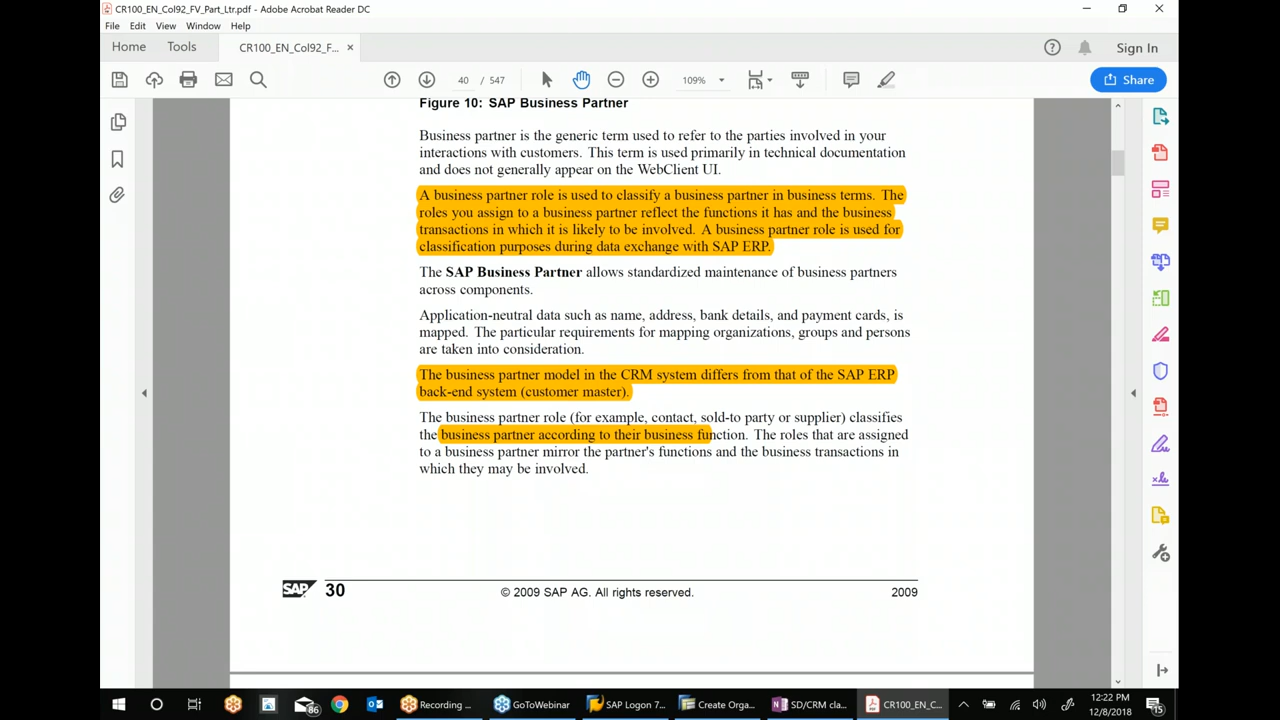 CR100_EN_Col92_FV_Part_Ltr.pdf - Adobe Acrobat Reader DC
File Edit View Window Help
Home Tools CR100_EN_Col92_F... × Sign In
40 / 547 109% Share
Figure 10: SAP Business Partner
Business partner is the generic term used to refer to the parties involved in your
interactions with customers. This term is used primarily in technical documentation
and does not generally appear on the WebClient UI.
A business partner role is used to classify a business partner in business terms. The
roles you assign to a business partner reflect the functions it has and the business
transactions in which it is likely to be involved. A business partner role is used for
classification purposes during data exchange with SAP ERP.
The SAP Business Partner allows standardized maintenance of business partners
across components.
Application-neutral data such as name, address, bank details, and payment cards, is
mapped. The particular requirements for mapping organizations, groups and persons
are taken into consideration.
The business partner model in the CRM system differs from that of the SAP ERP
back-end system (customer master).
The business partner role (for example, contact, sold-to party or supplier) classifies
the business partner according to their business function. The roles that are assigned
to a business partner mirror the partner's functions and the business transactions in
which they may be involved.
SAP 30 © 2009 SAP AG. All rights reserved. 2009
86 Recording ... GoToWebinar SAP Logon 7... Create Orga... SD/CRM cla... CR100_EN_C... 12:22 PM
12/8/2018 15